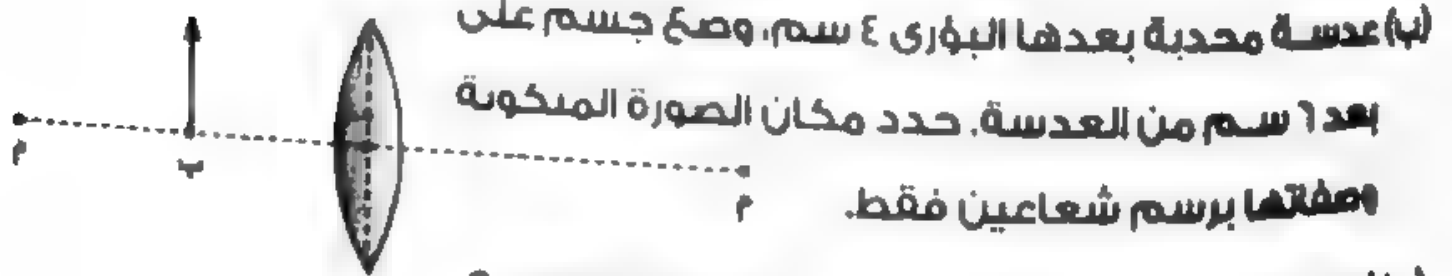 (ب) عدسة محدبة بعدها البؤرى ٤ سم، وضع جسم على
بعد ٦ سم من العدسة. حدد مكان الصورة المتكونة
وصفاتها برسم شعاعين فقط.
م
ب
م